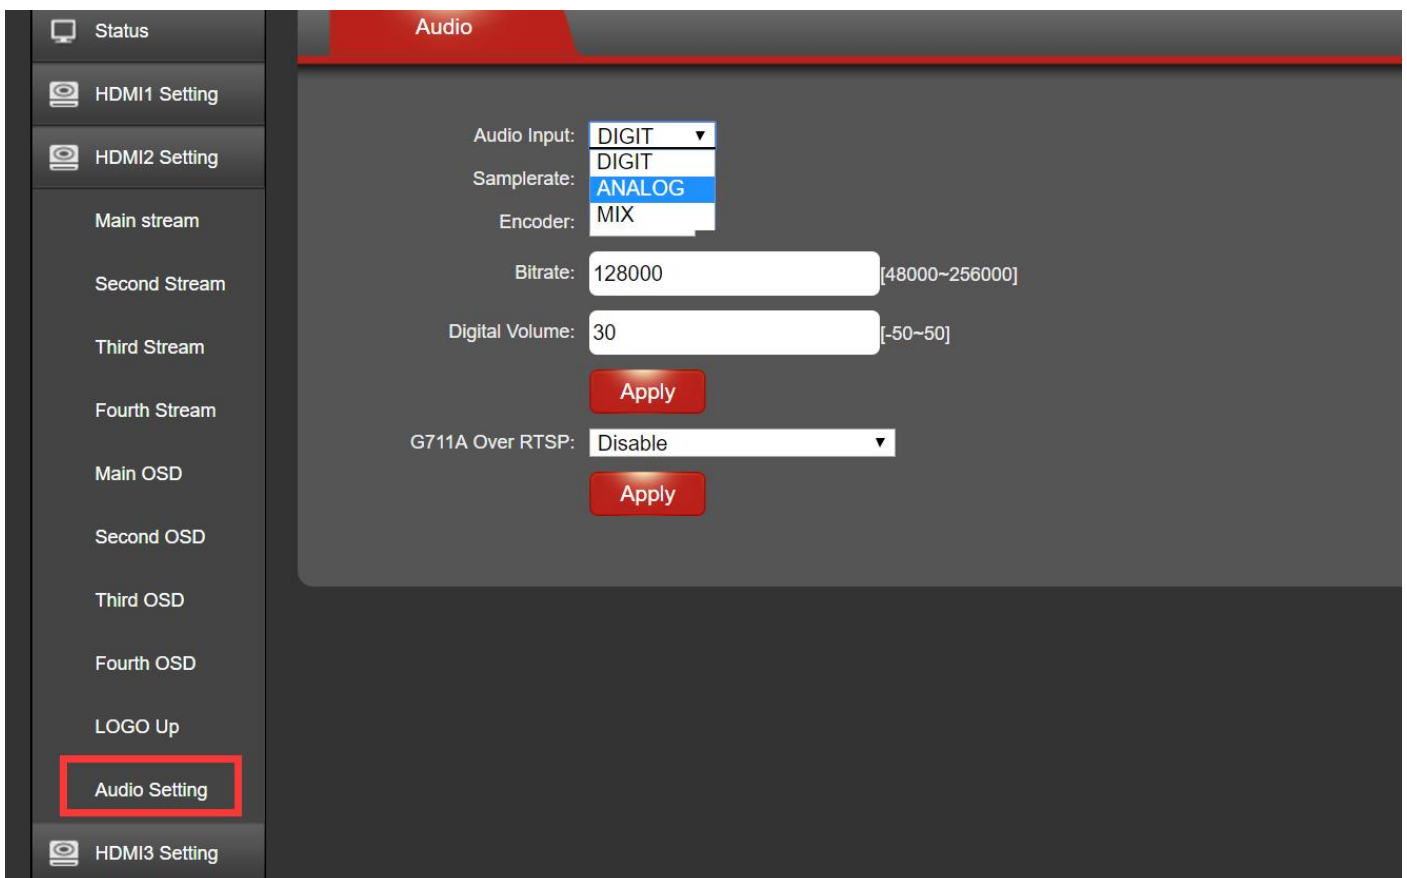 Status
HDMI1 Setting
HDMI2 Setting
Main stream
Second Stream
Third Stream
Fourth Stream
Main OSD
Second OSD
Third OSD
Fourth OSD
LOGO Up
Audio Setting
HDMI3 Setting
Audio
Audio Input: DIGIT
DIGIT
Samplerate:
ANALOG
Encoder: MIX
Bitrate: 128000 [48000~256000]
Digital Volume: 30 [-50~50]
Apply
G711A Over RTSP: Disable
Apply